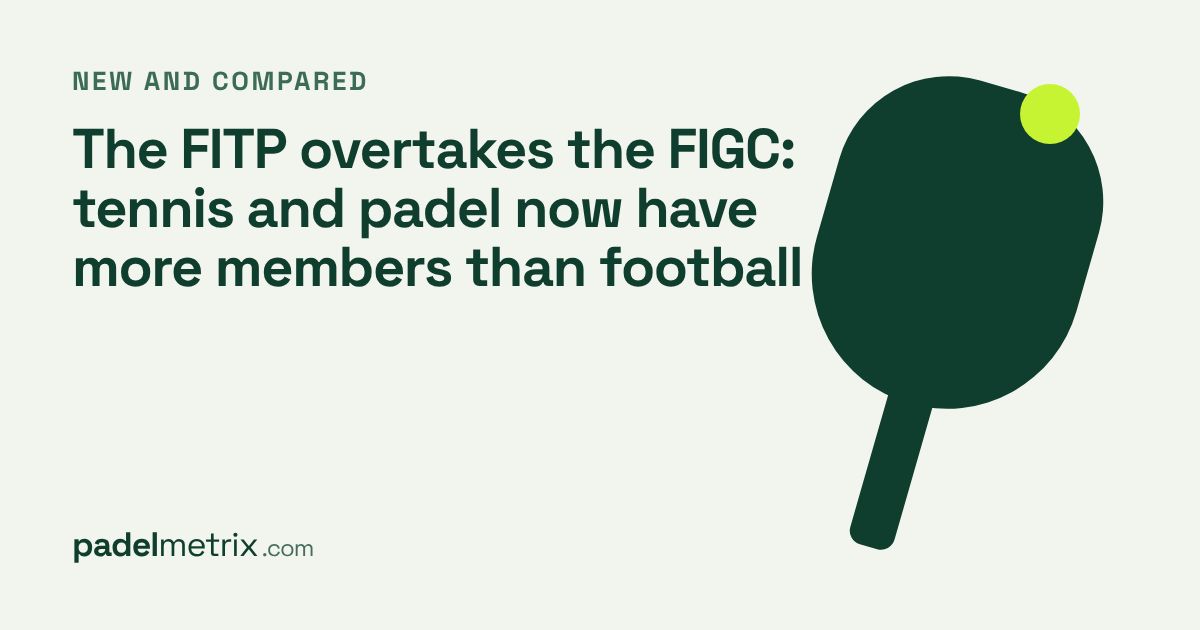 NEW AND COMPARED
The FITP overtakes the FIGC:
tennis and padel now have
more members than football
padelmetrix.com